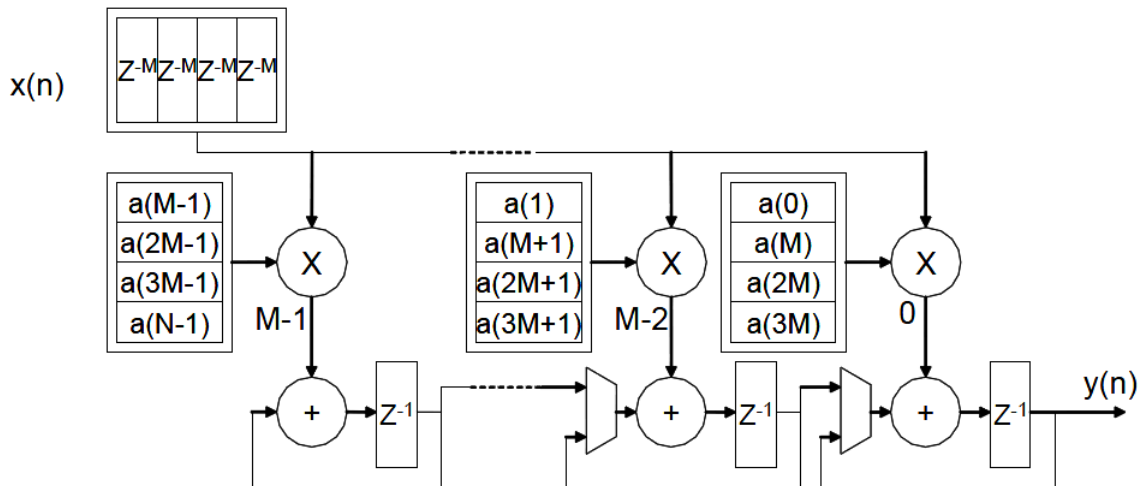 x(n)
Z-M Z-M Z-M Z-M
a(M-1)
a(2M-1)
a(3M-1)
a(N-1)
X
M-1
a(1)
a(M+1)
a(2M+1)
a(3M+1)
X
M-2
a(0)
a(M)
a(2M)
a(3M)
X
0
+
Z-1
+
Z-1
+
Z-1
y(n)